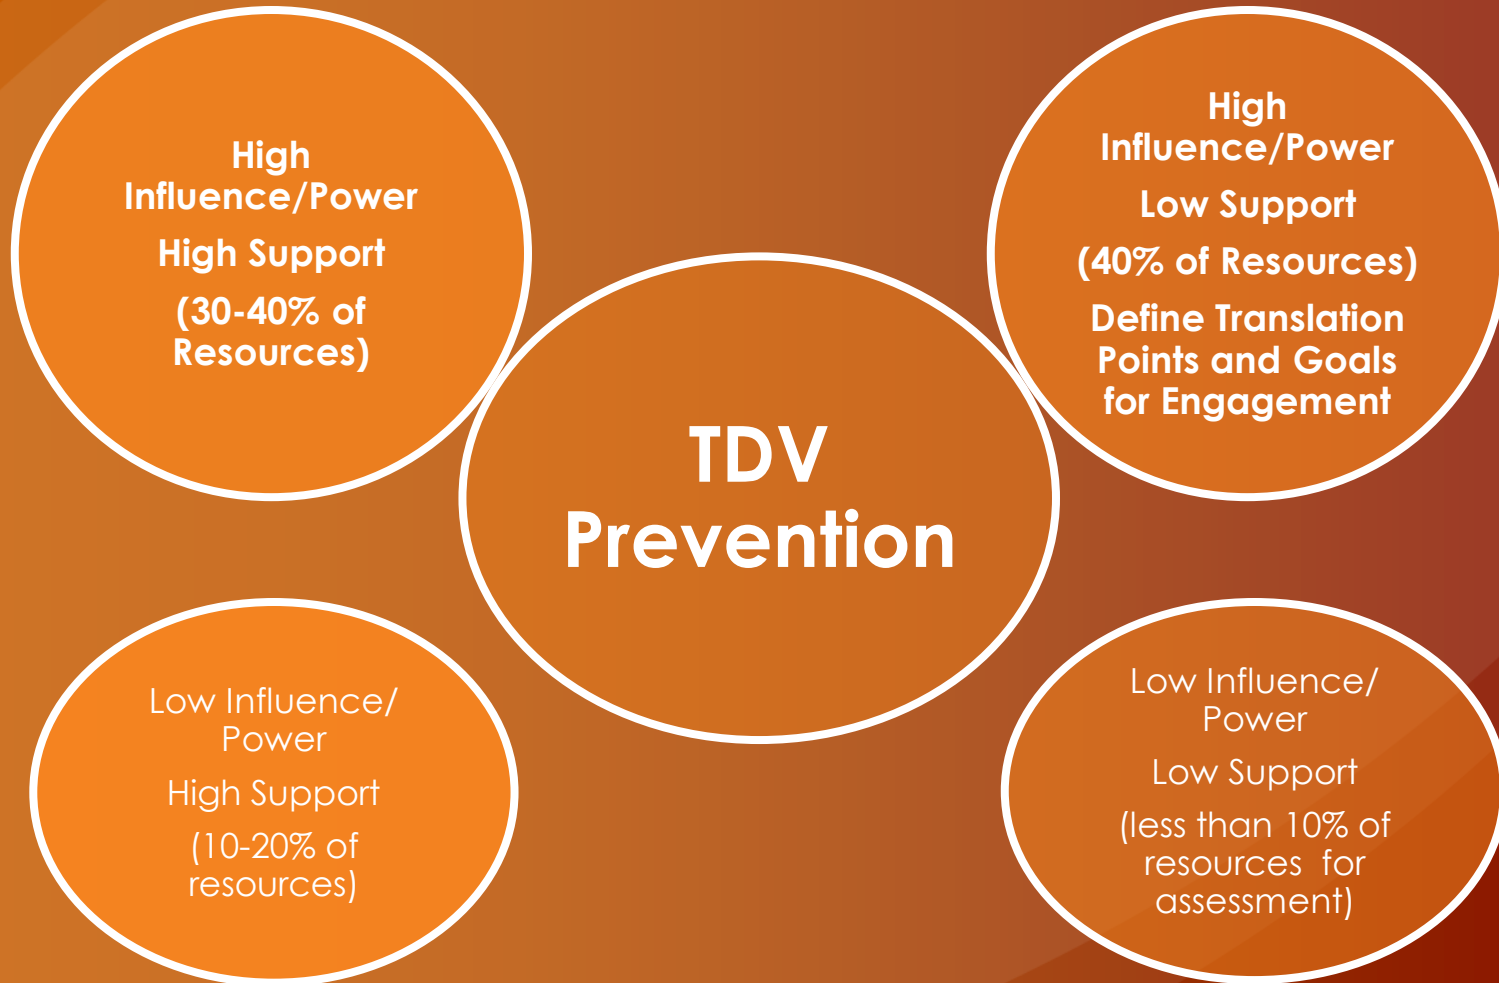 High
Influence/Power
High Support
(30-40% of
Resources)
High
Influence/Power
Low Support
(40% of Resources)
Define Translation
Points and Goals
for Engagement
TDV
Prevention
Low Influence/
Power
High Support
(10-20% of
resources)
Low Influence/
Power
Low Support
(less than 10% of
resources  for
assessment)